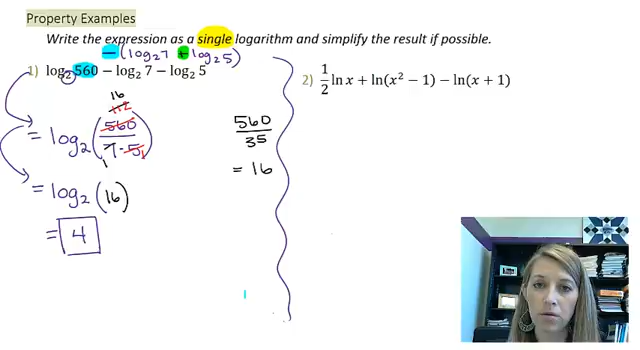 Property Examples
Write the expression as a single logarithm and simplify the result if possible.
− (log₂7 + log₂5)
1) log₂ 560 − log₂ 7 − log₂ 5
2) 1/2 ln x + ln(x² − 1) − ln(x + 1)
16
112
= log₂ (560 / 7 · 5)
1 1
560 / 35
= 16
= log₂ (16)
= 4